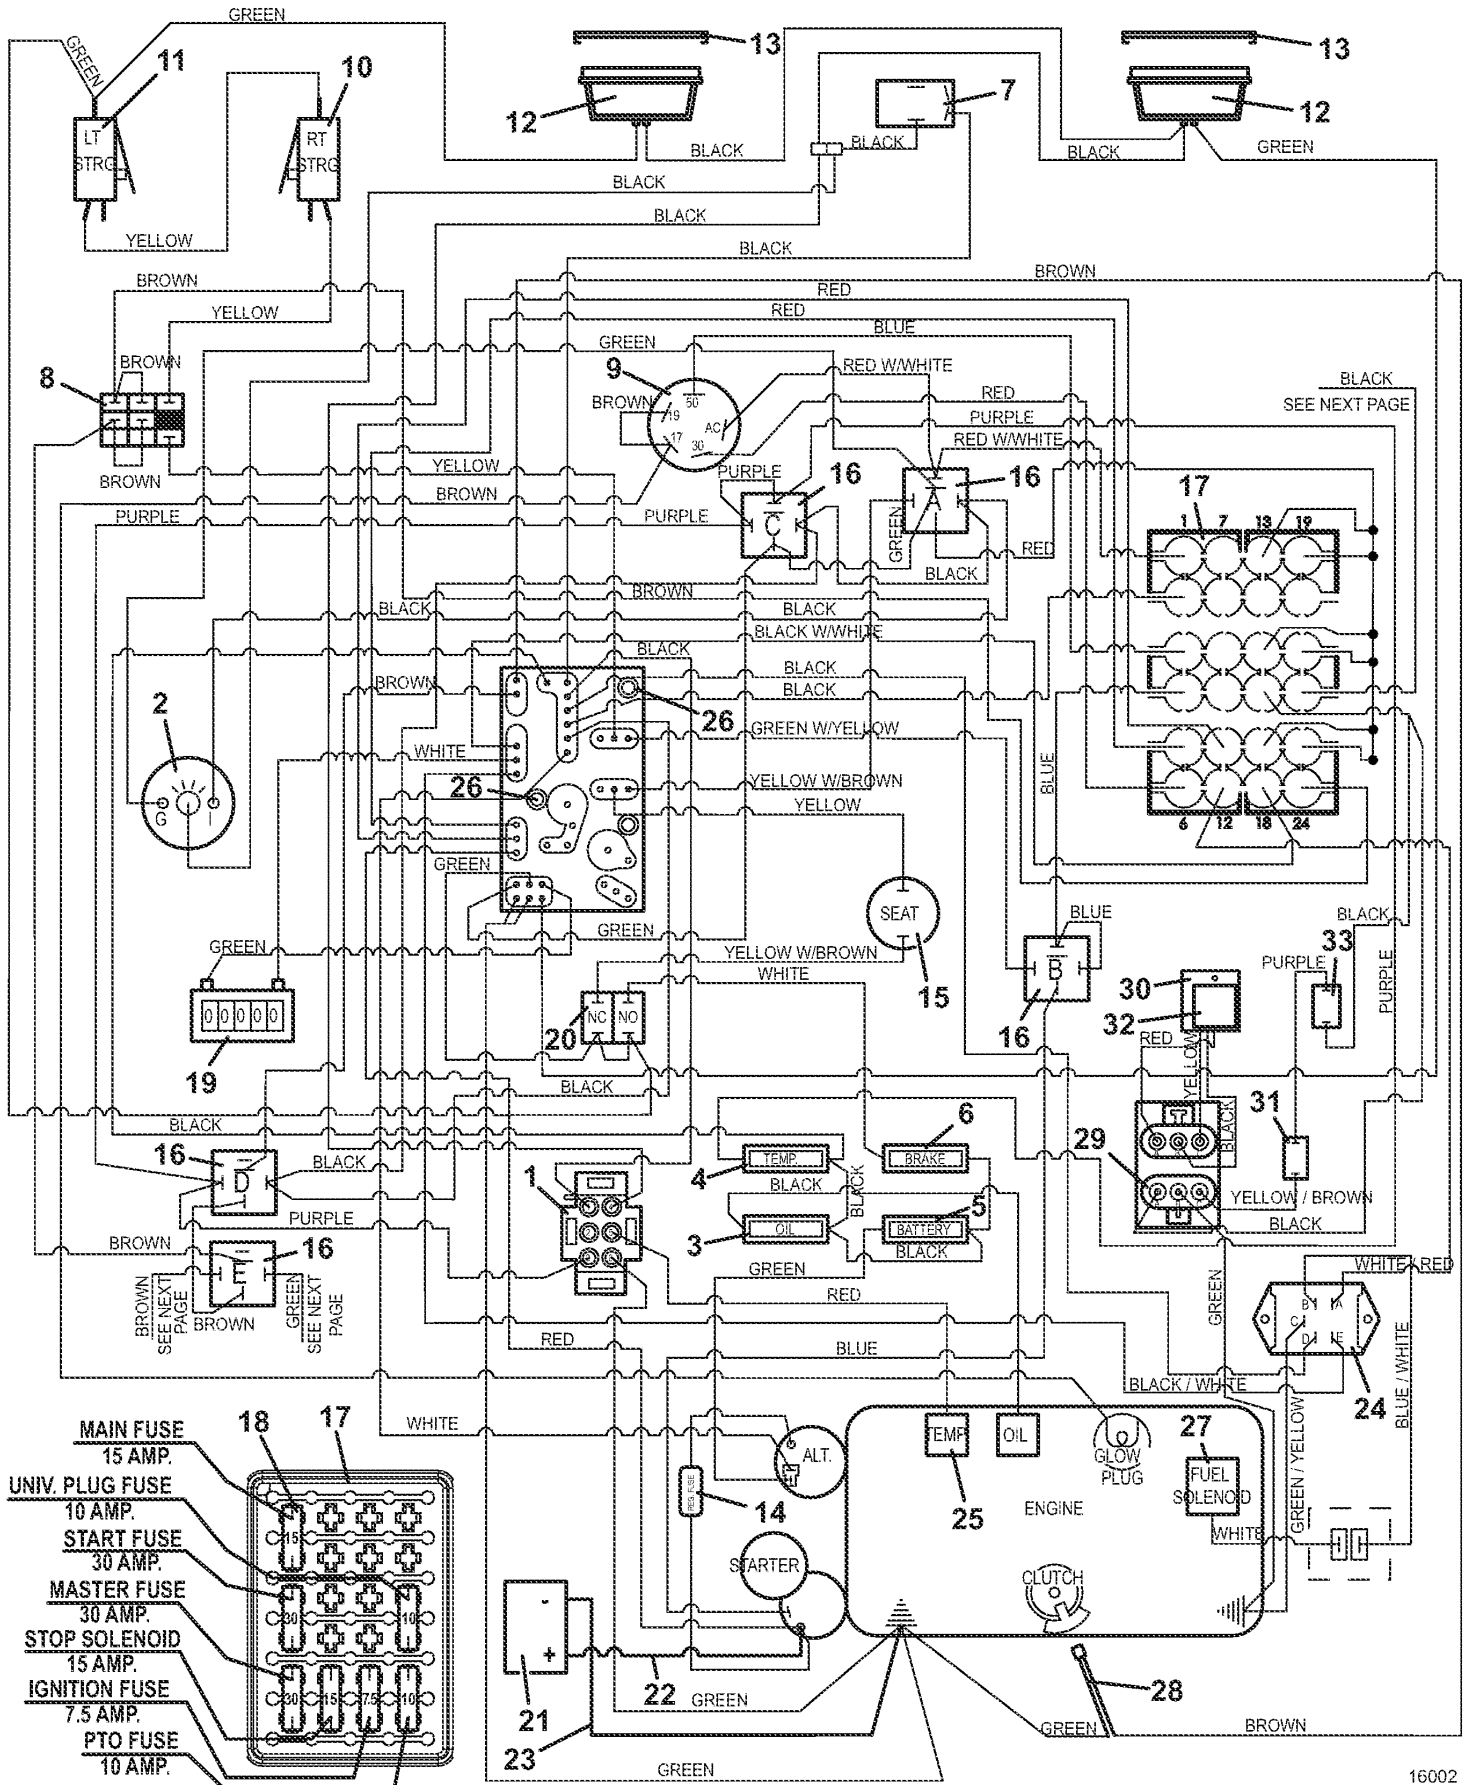 GREEN
GREEN
11
10
13
13
12
12
7
LT
STRG
RT
STRG
BLACK
BLACK
BLACK
GREEN
BLACK
YELLOW
BLACK
BLACK
BROWN
BROWN
RED
YELLOW
RED
BLUE
GREEN
BROWN
8
9
RED W/WHITE
BLACK
SEE NEXT PAGE
BROWN
50
19
17
30
AC
RED
PURPLE
RED W/WHITE
YELLOW
PURPLE
16
16
17
BROWN
BROWN
PURPLE
PURPLE
C
A
GREEN
RED
1 7 13 19
BLACK
BROWN
BLACK
BLACK
BLACK W/WHITE
BLACK
BLACK
BROWN
BLACK
2
26
GREEN W/YELLOW
WHITE
BLUE
YELLOW W/BROWN
26
YELLOW
G
I
6 12 18 24
GREEN
SEAT
BLUE
BLACK
GREEN
GREEN
YELLOW W/BROWN
WHITE
15
B
16
33
PURPLE
PURPLE
30
32
00000
19
20
NC
NO
RED
YELLOW
BLACK
31
BLACK
BLACK
6
16
D
BLACK
1
TEMP.
4
BRAKE
29
BLACK
BLACK
YELLOW / BROWN
BLACK
PURPLE
3
OIL
5
BATTERY
BLACK
BROWN
E
16
GREEN
WHITE / RED
BROWN
SEE NEXT
PAGE
GREEN
SEE NEXT
PAGE
BROWN
RED
GREEN
B
A
C
D
E
RED
BLUE
BLACK / WHITE
24
BLUE / WHITE
WHITE
GREEN / YELLOW
MAIN FUSE
15 AMP.
18
17
ALT.
TEMP
OIL
GLOW
PLUG
27
FUEL
SOLENOID
UNIV. PLUG FUSE
10 AMP.
REG. FUSE
14
25
ENGINE
WHITE
START FUSE
30 AMP.
15
STARTER
CLUTCH
MASTER FUSE
30 AMP.
30
10
-
+
STOP SOLENOID
15 AMP.
IGNITION FUSE
7.5 AMP.
30
15
7.5
10
21
22
GREEN
28
PTO FUSE
10 AMP.
23
GREEN
BROWN
GREEN
16002